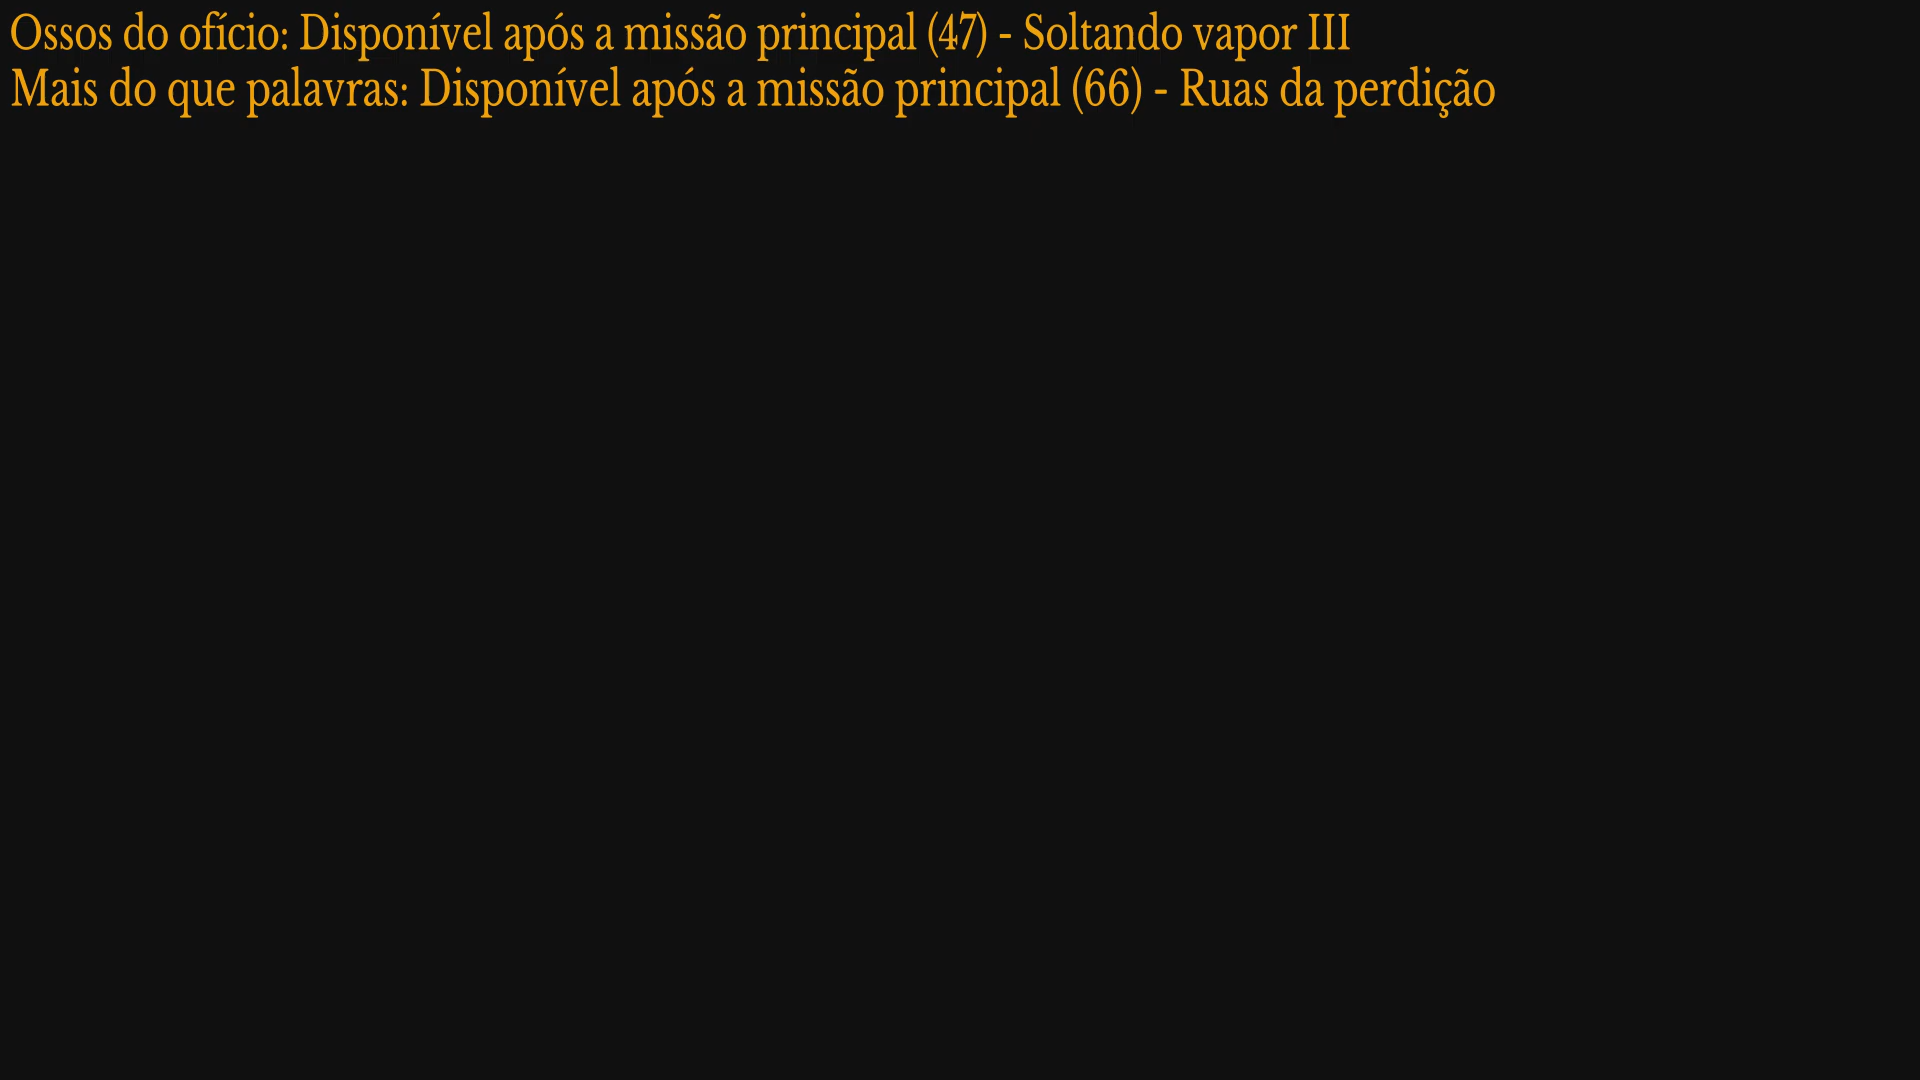 Ossos do ofício: Disponível após a missão principal (47) - Soltando vapor III
Mais do que palavras: Disponível após a missão principal (66) - Ruas da perdição